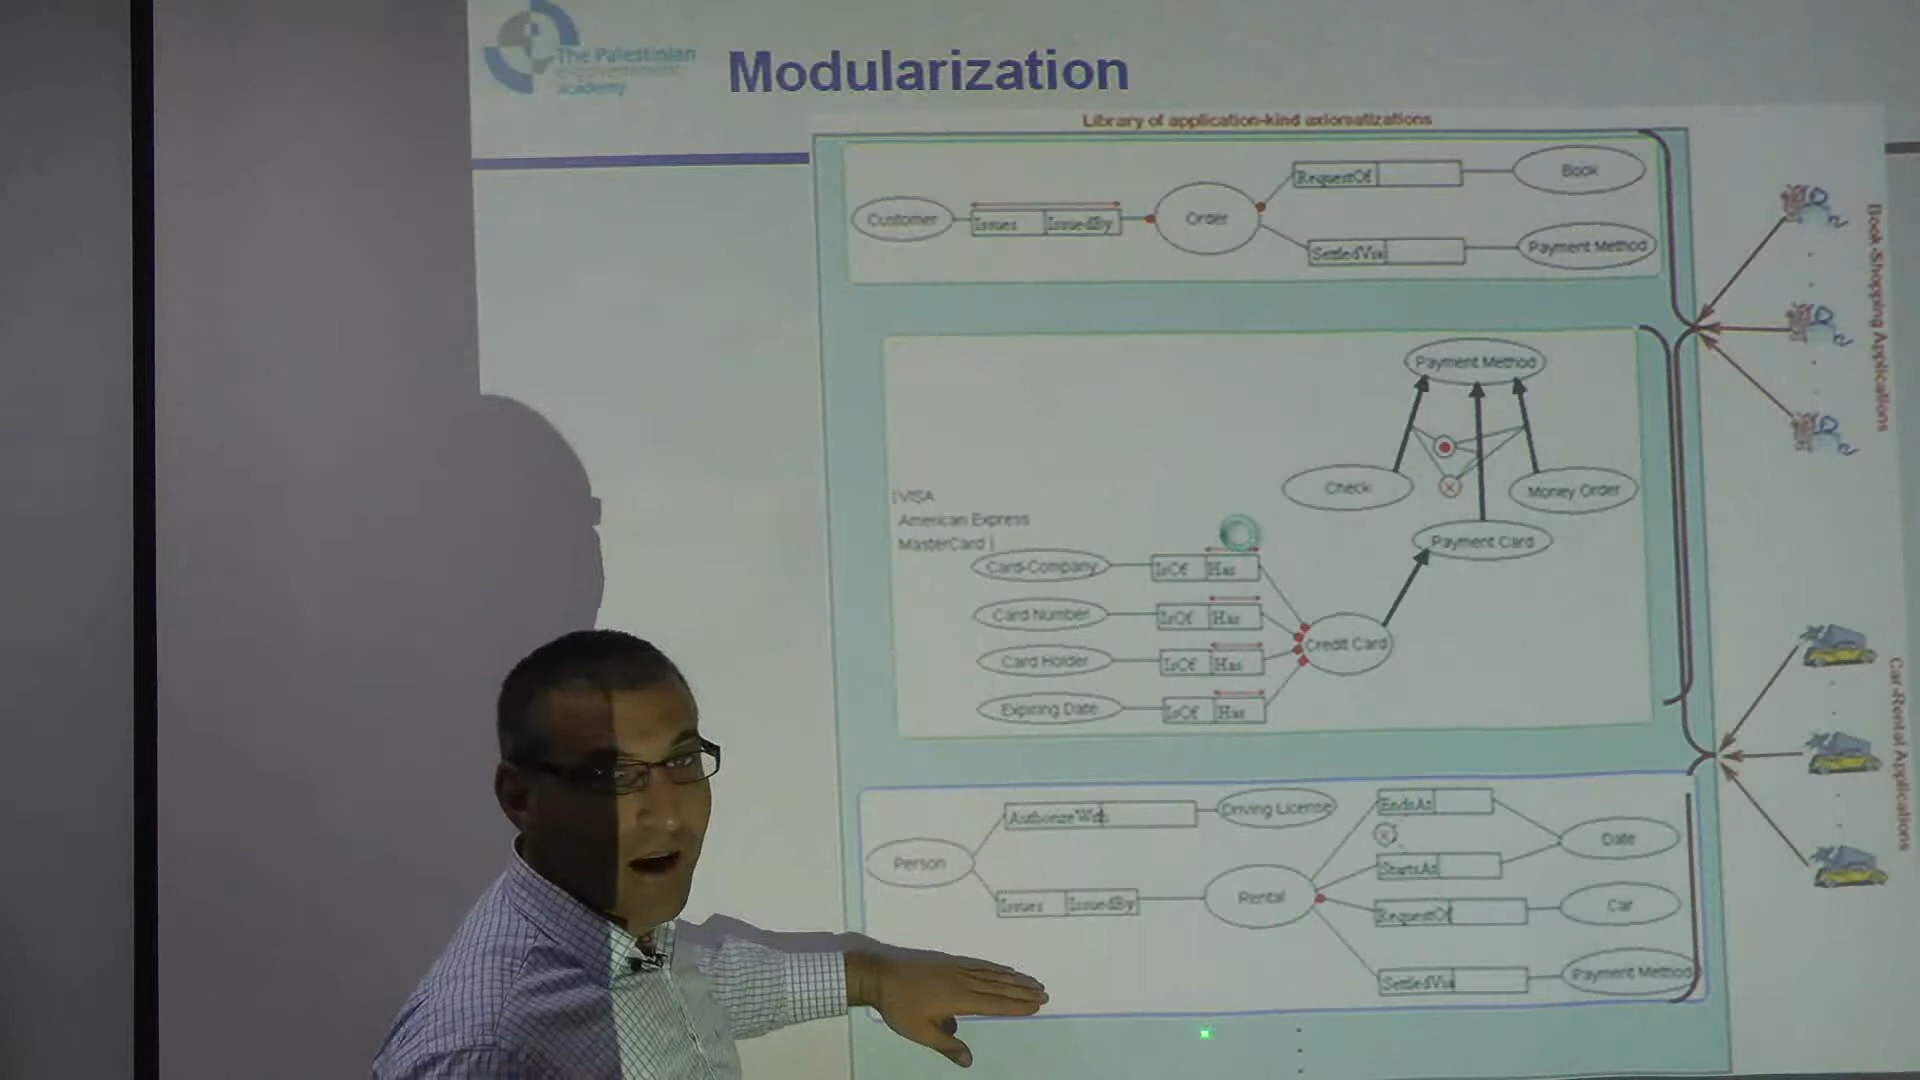 The Palestinian
eGovernment
Academy
Modularization
Library of application-kind axiomatizations
Customer
Issues
IssuedBy
Order
RequestOf
Book
SettledVia
Payment Method
Book-Shopping Applications
Payment Method
Check
Money Order
Payment Card
VISA
American Express
MasterCard
Card-Company
IsOf
Has
Card Number
IsOf
Has
Card Holder
IsOf
Has
Expiring Date
IsOf
Has
Credit Card
Car-Rental Applications
Person
AuthorizeWith
Driving License
Issues
IssuedBy
Rental
EndsAt
StartsAt
Date
RequestOf
Car
SettledVia
Payment Method